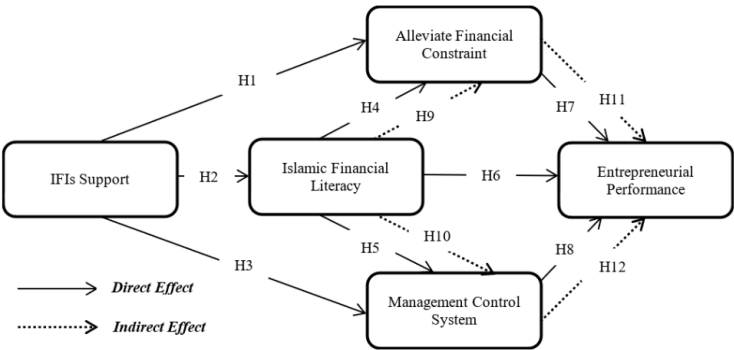 Alleviate Financial
Constraint
H1
H4
H9
H7
H11
IFIs Support
H2
Islamic Financial
Literacy
H6
Entrepreneurial
Performance
H3
H5
H10
H8
H12
Management Control
System
Direct Effect
Indirect Effect